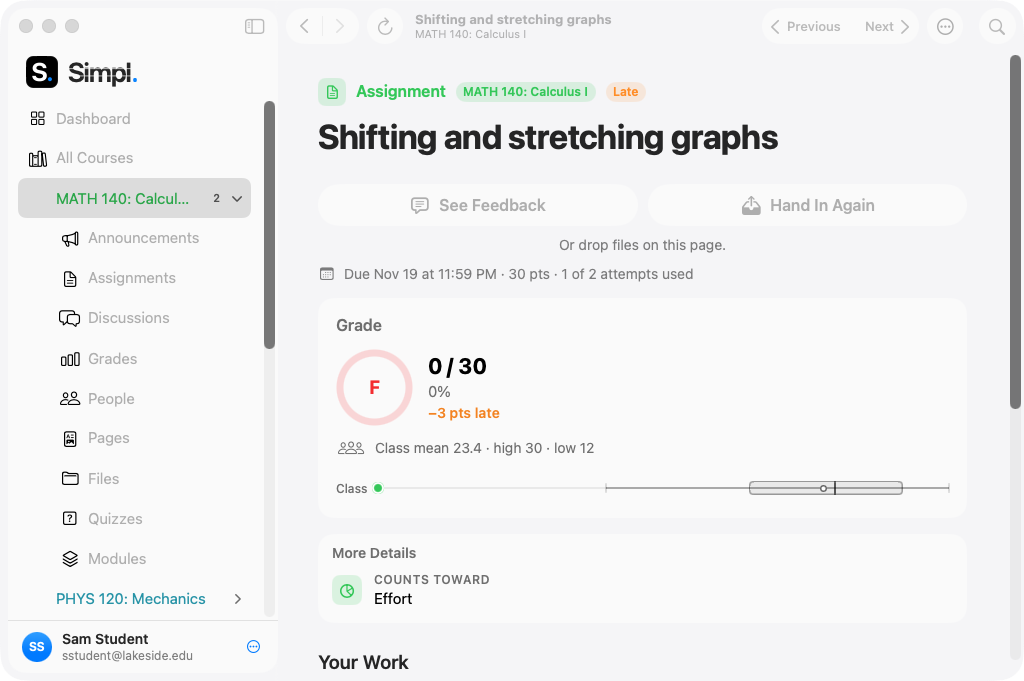 Shifting and stretching graphs
MATH 140: Calculus I
Previous
Next
S.
Simpl.
Dashboard
All Courses
MATH 140: Calcul... 2
Announcements
Assignments
Discussions
Grades
People
Pages
Files
Quizzes
Modules
PHYS 120: Mechanics
SS
Sam Student
sstudent@lakeside.edu
Assignment MATH 140: Calculus I Late
Shifting and stretching graphs
See Feedback
Hand In Again
Or drop files on this page.
Due Nov 19 at 11:59 PM · 30 pts · 1 of 2 attempts used
Grade
F
0 / 30
0%
−3 pts late
Class mean 23.4 · high 30 · low 12
Class
More Details
COUNTS TOWARD
Effort
Your Work